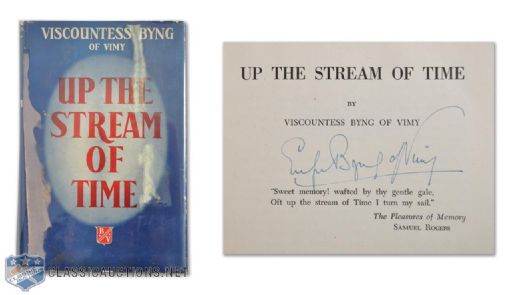 VISCOUNTESS BYNG
OF VIMY
UP THE
STREAM
OF
TIME
UP THE STREAM OF TIME
BY
VISCOUNTESS BYNG OF VIMY
Byng of Vimy
"Sweet memory! wafted by thy gentle gale,
Oft up the stream of Time I turn my sail."
The Pleasures of Memory
SAMUEL ROGERS
CLASSICAUCTIONS.NET